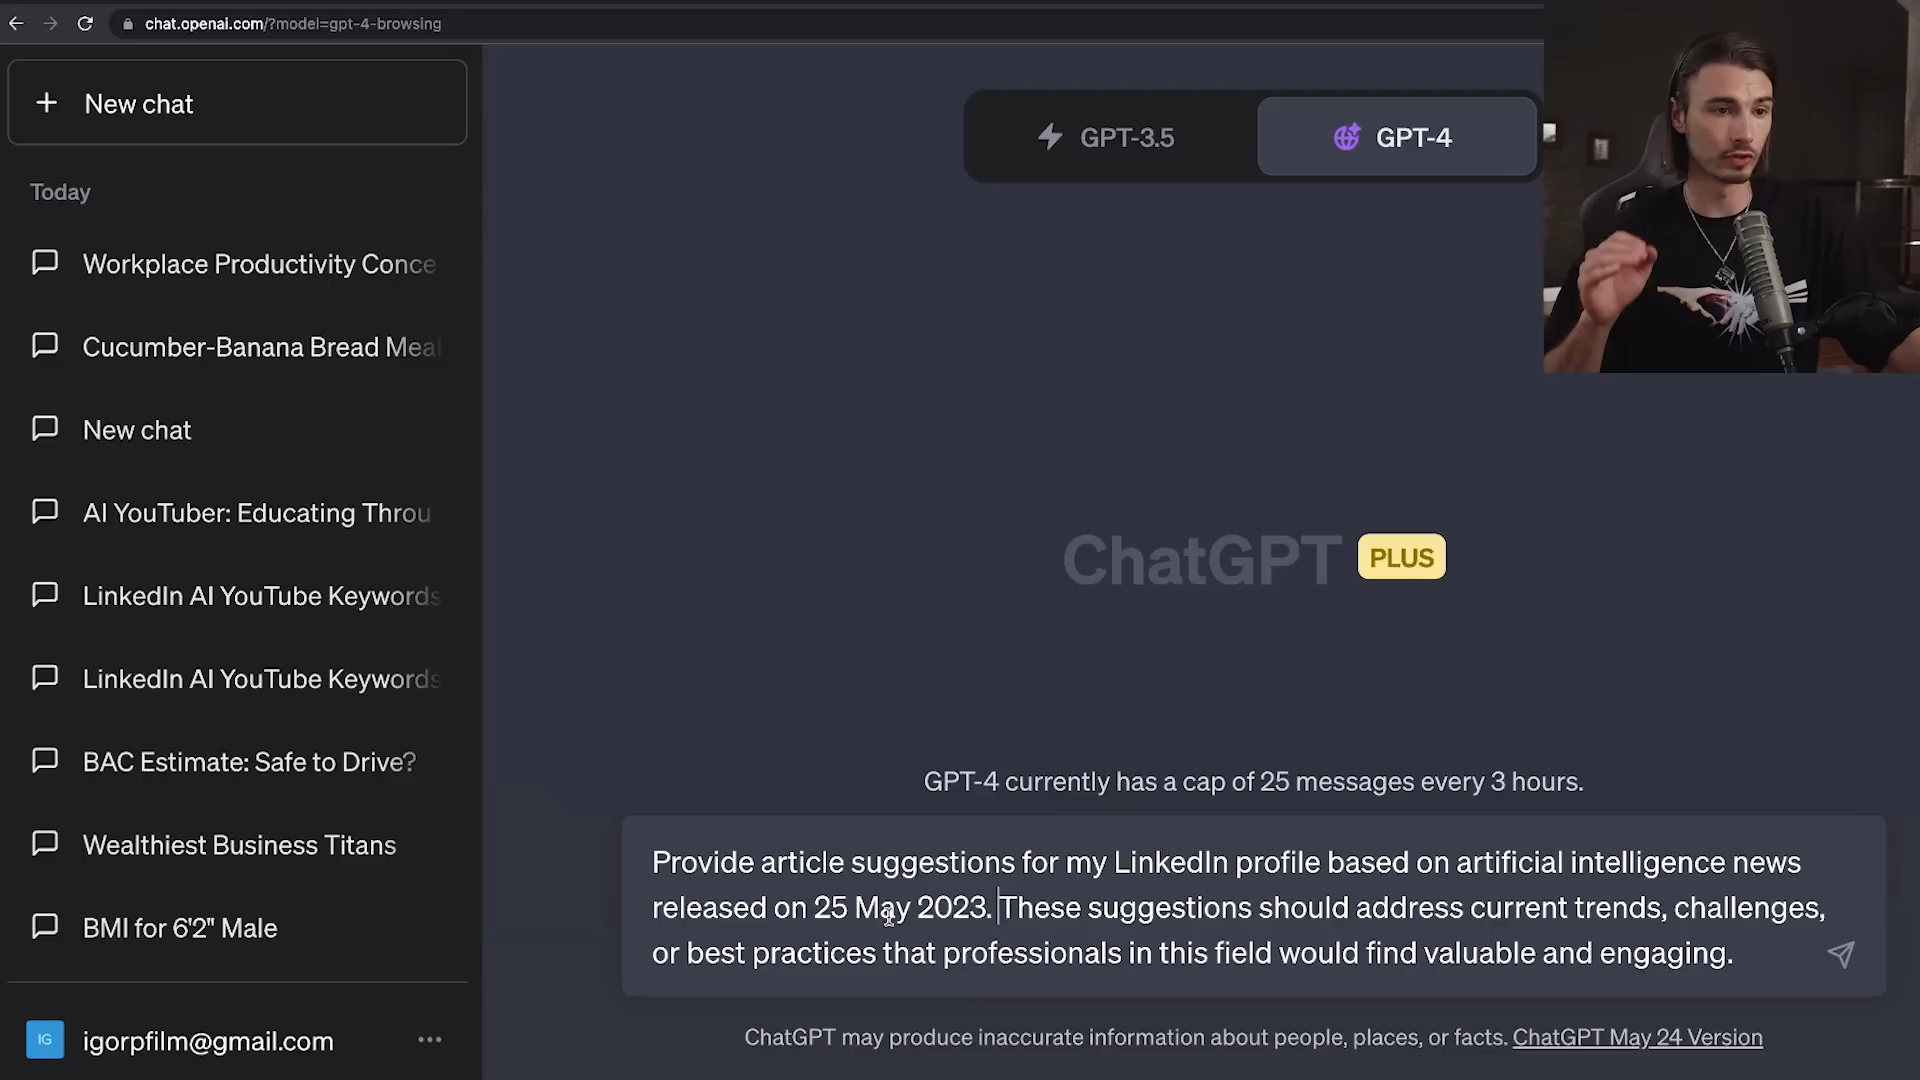 chat.openai.com/?model=gpt-4-browsing
New chat
GPT-3.5
GPT-4
Today
Workplace Productivity Conce
Cucumber-Banana Bread Meal
New chat
AI YouTuber: Educating Throu
LinkedIn AI YouTube Keywords
LinkedIn AI YouTube Keywords
BAC Estimate: Safe to Drive?
Wealthiest Business Titans
BMI for 6'2" Male
IG
igorpfilm@gmail.com
ChatGPT PLUS
GPT-4 currently has a cap of 25 messages every 3 hours.
Provide article suggestions for my LinkedIn profile based on artificial intelligence news
released on 25 May 2023. These suggestions should address current trends, challenges,
or best practices that professionals in this field would find valuable and engaging.
ChatGPT may produce inaccurate information about people, places, or facts. ChatGPT May 24 Version